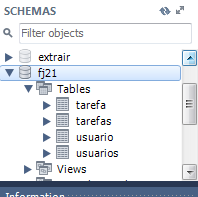 SCHEMAS
Filter objects
extrair
fj21
Tables
tarefa
tarefas
usuario
usuarios
Views
Information